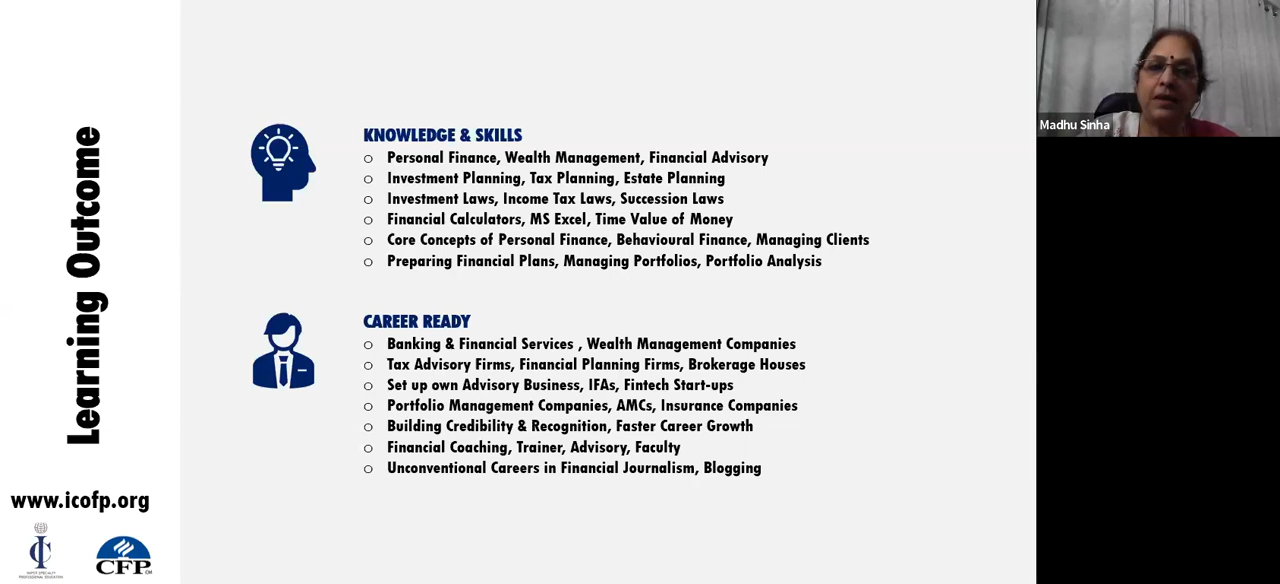 Learning Outcome
KNOWLEDGE & SKILLS
o Personal Finance, Wealth Management, Financial Advisory
o Investment Planning, Tax Planning, Estate Planning
o Investment Laws, Income Tax Laws, Succession Laws
o Financial Calculators, MS Excel, Time Value of Money
o Core Concepts of Personal Finance, Behavioural Finance, Managing Clients
o Preparing Financial Plans, Managing Portfolios, Portfolio Analysis
CAREER READY
o Banking & Financial Services , Wealth Management Companies
o Tax Advisory Firms, Financial Planning Firms, Brokerage Houses
o Set up own Advisory Business, IFAs, Fintech Start-ups
o Portfolio Management Companies, AMCs, Insurance Companies
o Building Credibility & Recognition, Faster Career Growth
o Financial Coaching, Trainer, Advisory, Faculty
o Unconventional Careers in Financial Journalism, Blogging
www.icofp.org
CFP
Madhu Sinha